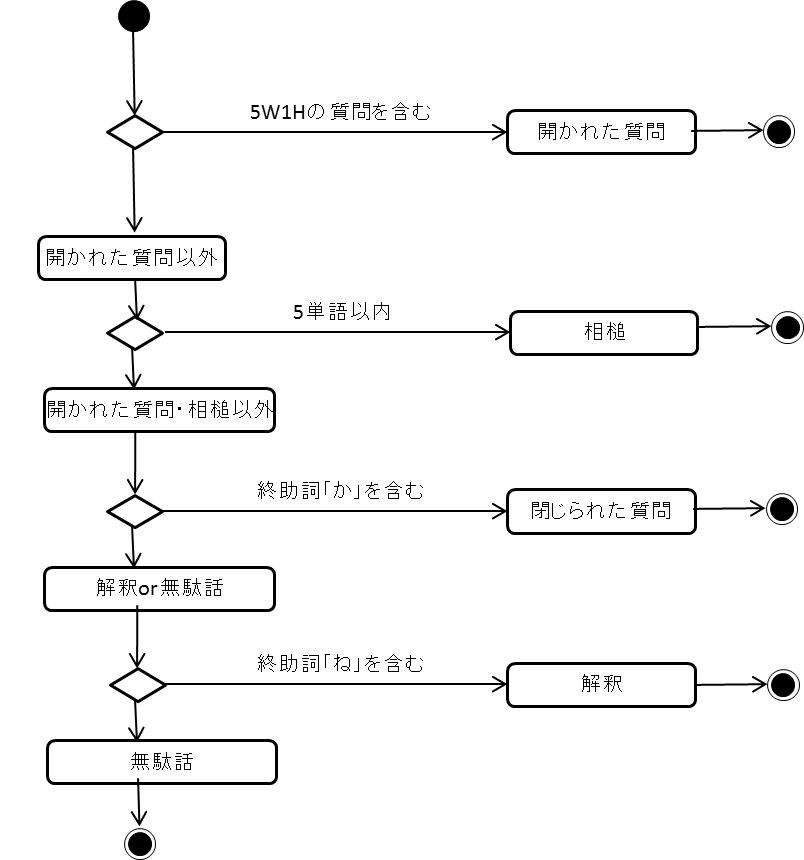 5W1Hの質問を含む
開かれた質問
開かれた質問以外
5単語以内
相槌
開かれた質問・相槌以外
終助詞「か」を含む
閉じられた質問
解釈or無駄話
終助詞「ね」を含む
解釈
無駄話